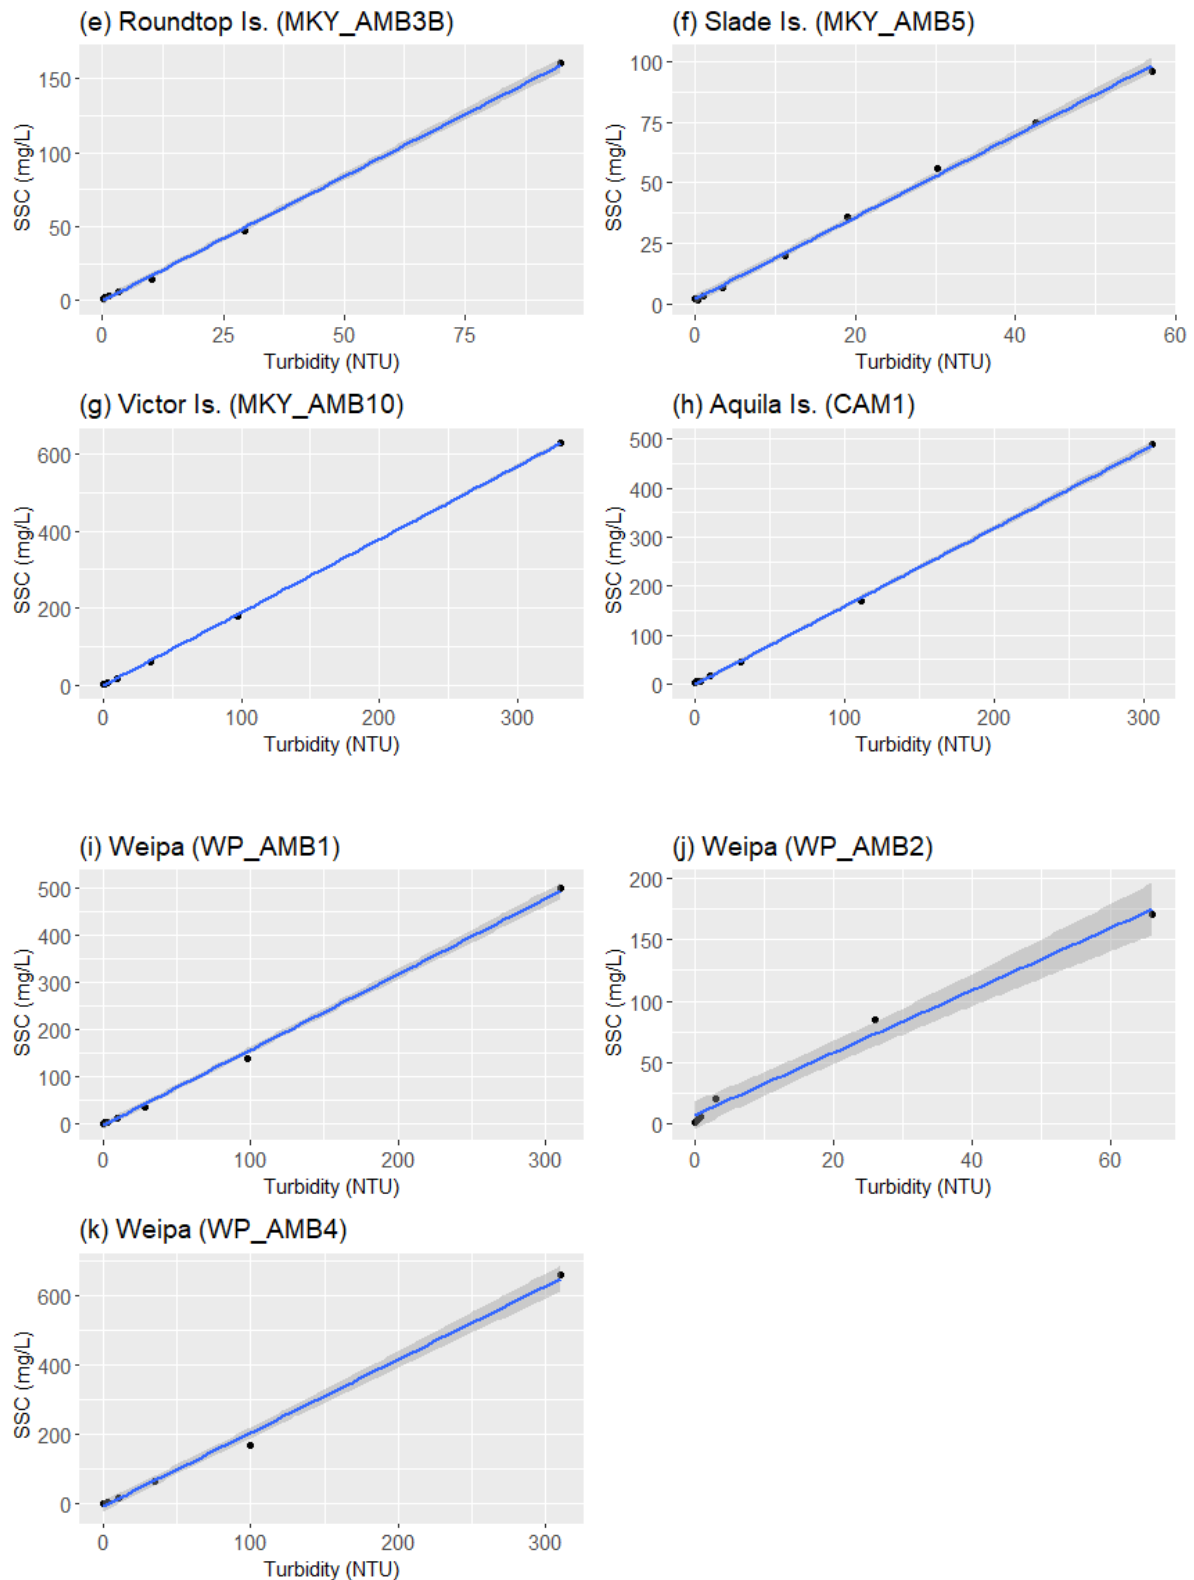 (e) Roundtop Is. (MKY_AMB3B)
150
100
50
0
SSC (mg/L)
0 25 50 75
Turbidity (NTU)
(f) Slade Is. (MKY_AMB5)
100
75
50
25
0
SSC (mg/L)
0 20 40 60
Turbidity (NTU)
(g) Victor Is. (MKY_AMB10)
600
400
200
0
SSC (mg/L)
0 100 200 300
Turbidity (NTU)
(h) Aquila Is. (CAM1)
500
400
300
200
100
0
SSC (mg/L)
0 100 200 300
Turbidity (NTU)
(i) Weipa (WP_AMB1)
500
400
300
200
100
0
SSC (mg/L)
0 100 200 300
Turbidity (NTU)
(j) Weipa (WP_AMB2)
200
150
100
50
0
SSC (mg/L)
0 20 40 60
Turbidity (NTU)
(k) Weipa (WP_AMB4)
600
400
200
0
SSC (mg/L)
0 100 200 300
Turbidity (NTU)